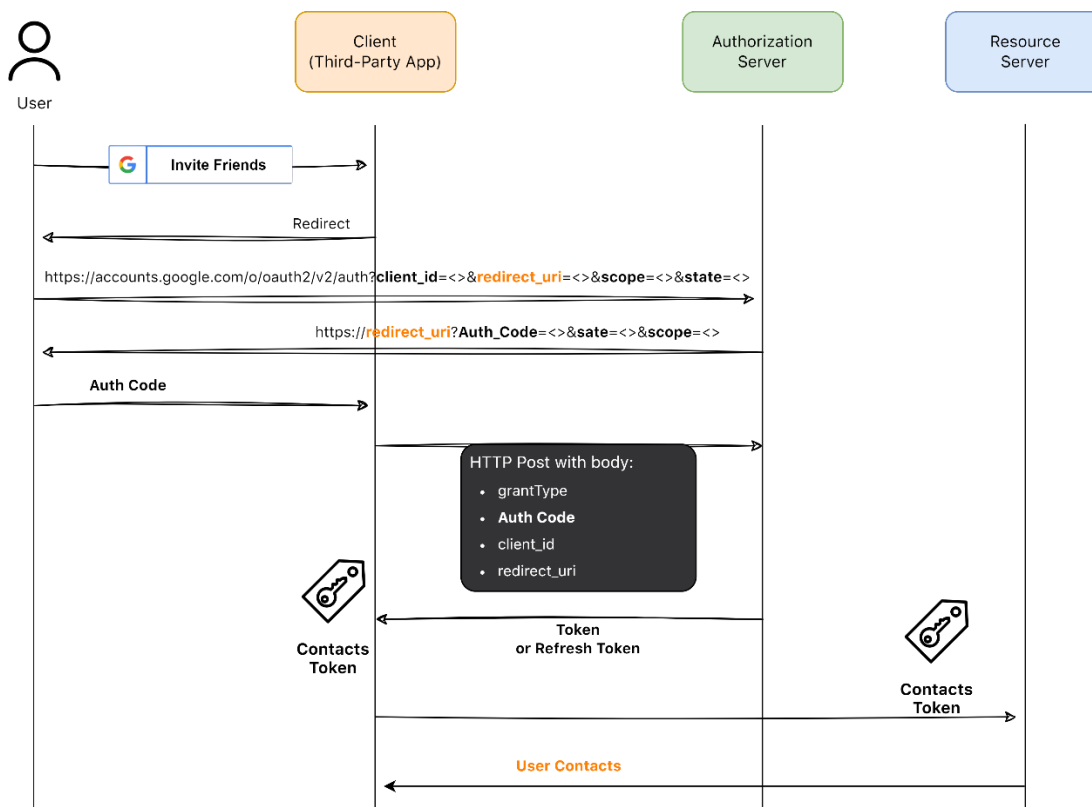 Client
(Third-Party App)
Authorization
Server
Resource
Server
User
G
Invite Friends
Redirect
https://accounts.google.com/o/oauth2/v2/auth?client_id=<>&redirect_uri=<>&scope=<>&state=<>
https://redirect_uri?Auth_Code=<>&sate=<>&scope=<>
Auth Code
HTTP Post with body:
• grantType
• Auth Code
• client_id
• redirect_uri
Token
or Refresh Token
Contacts
Token
Contacts
Token
User Contacts